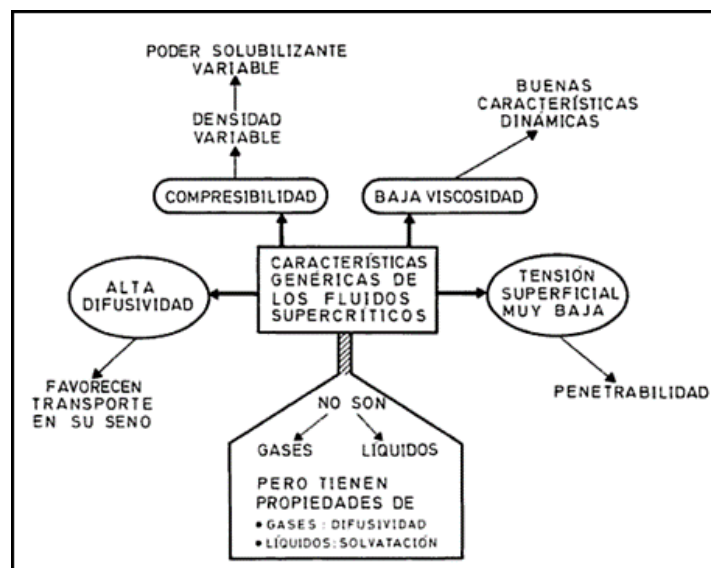 PODER SOLUBILIZANTE
VARIABLE
DENSIDAD
VARIABLE
COMPRESIBILIDAD
BUENAS
CARACTERÍSTICAS
DINÁMICAS
BAJA VISCOSIDAD
CARACTERÍSTICAS
GENÉRICAS DE
LOS FLUIDOS
SUPERCRÍTICOS
ALTA
DIFUSIVIDAD
FAVORECEN
TRANSPORTE
EN SU SENO
TENSIÓN
SUPERFICIAL
MUY BAJA
PENETRABILIDAD
NO SON
GASES LÍQUIDOS
PERO TIENEN
PROPIEDADES DE
• GASES : DIFUSIVIDAD
• LÍQUIDOS: SOLVATACIÓN